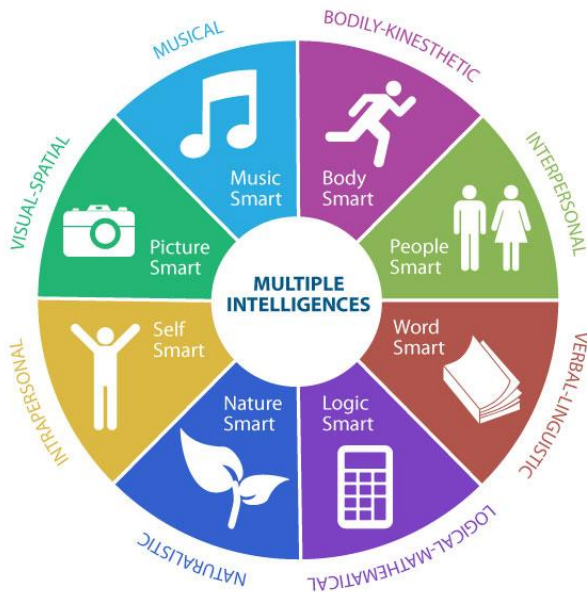 MUSICAL
BODILY-KINESTHETIC
INTERPERSONAL
VERBAL-LINGUISTIC
LOGICAL-MATHEMATICAL
NATURALISTIC
INTRAPERSONAL
VISUAL-SPATIAL
Music
Smart
Body
Smart
People
Smart
Word
Smart
Logic
Smart
Nature
Smart
Self
Smart
Picture
Smart
MULTIPLE
INTELLIGENCES